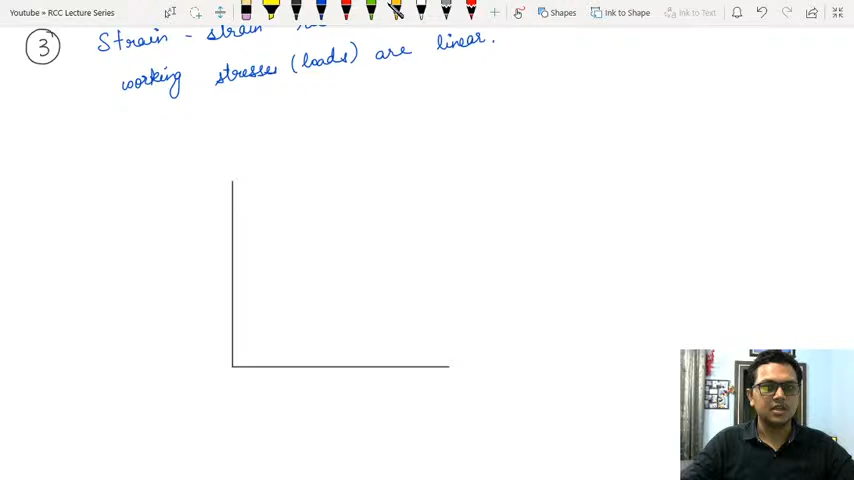 Youtube » RCC Lecture Series
Shapes
Ink to Shape
Ink to Text
3 Strain - strain
working stresses (loads) are linear.